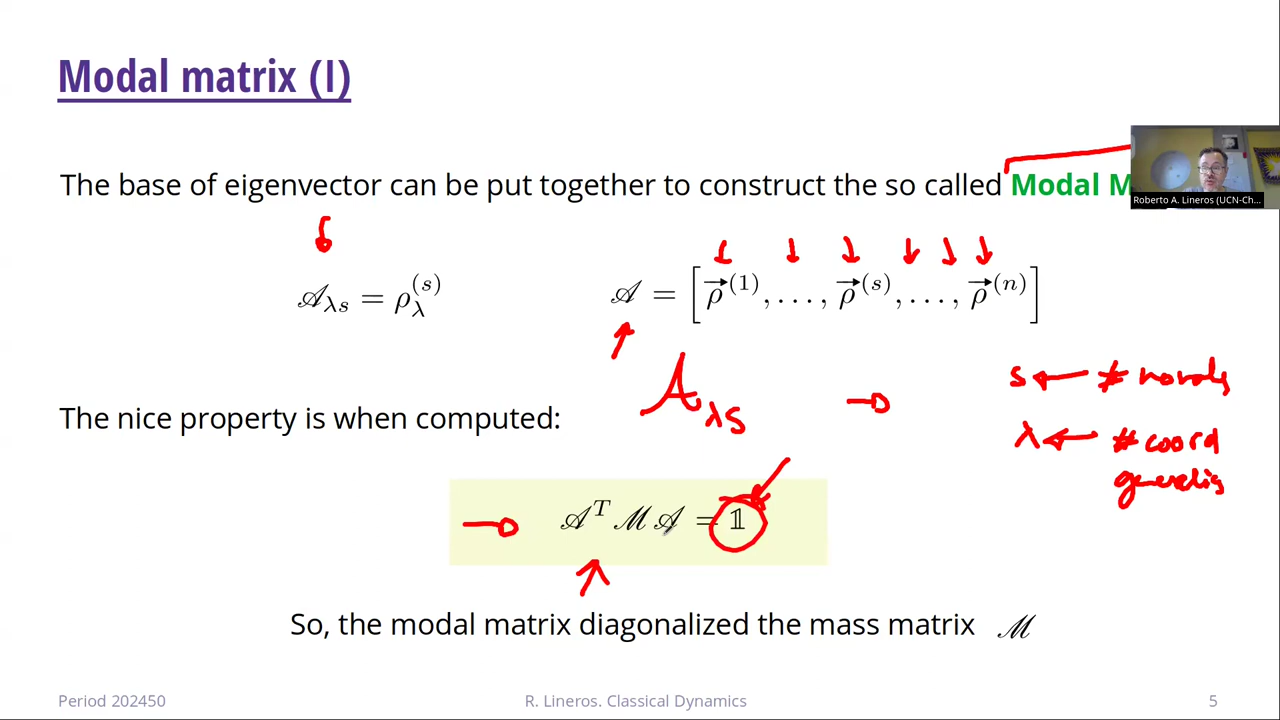 Modal matrix (I)
The base of eigenvector can be put together to construct the so called Modal M
Roberto A. Lineros (UCN-Ch...
𝒜λs = ρλ^(s)
𝒜 = [ρ⃗^(1), . . . , ρ⃗^(s), . . . , ρ⃗^(n)]
s ←
𝒜λs
The nice property is when computed:
λ ← # coord
𝒜^T ℳ 𝒜 = 𝟙
So, the modal matrix diagonalized the mass matrix ℳ
Period 202450
R. Lineros. Classical Dynamics
5